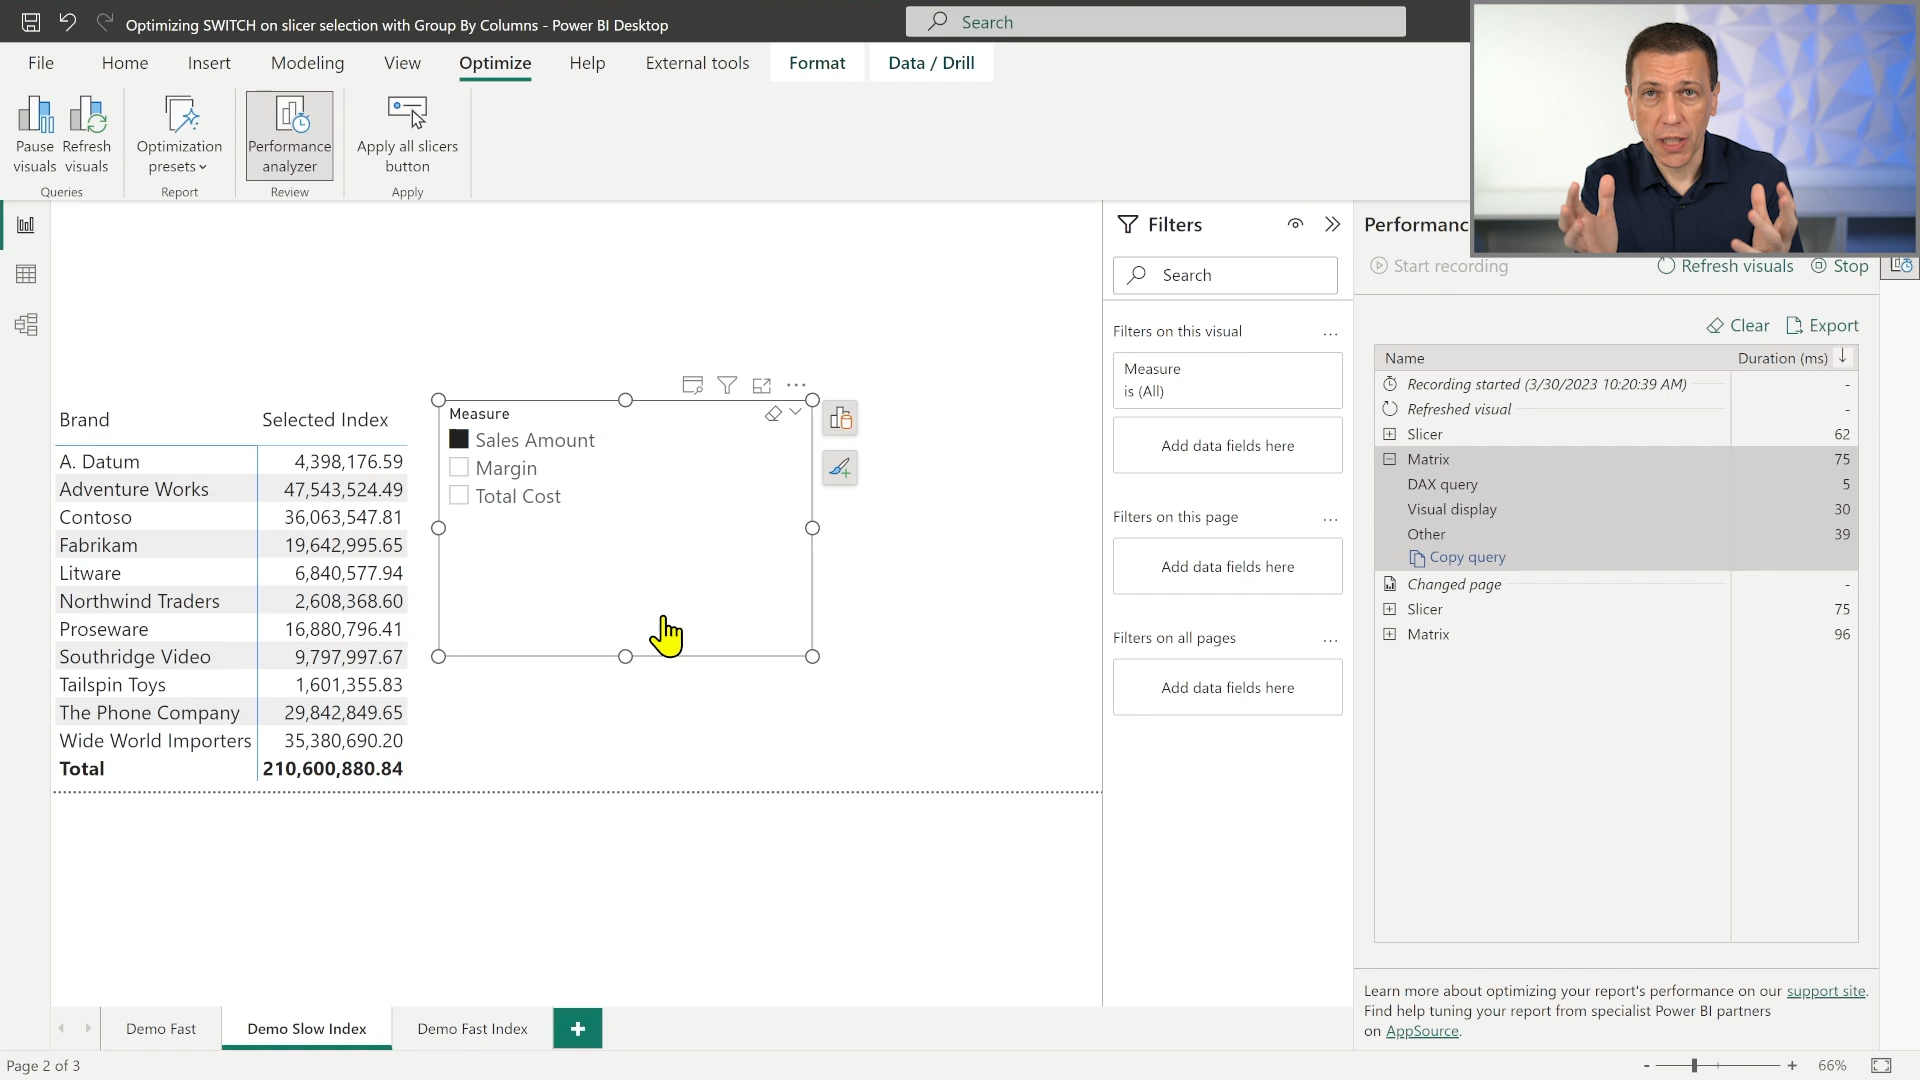 Optimizing SWITCH on slicer selection with Group By Columns - Power BI Desktop
Search
File Home Insert Modeling View Optimize Help External tools Format Data / Drill
Pause visuals
Refresh visuals
Optimization presets
Performance analyzer
Apply all slicers button
Queries Report Review Apply
Brand Selected Index
A. Datum 4,398,176.59
Adventure Works 47,543,524.49
Contoso 36,063,547.81
Fabrikam 19,642,995.65
Litware 6,840,577.94
Northwind Traders 2,608,368.60
Proseware 16,880,796.41
Southridge Video 9,797,997.67
Tailspin Toys 1,601,355.83
The Phone Company 29,842,849.65
Wide World Importers 35,380,690.20
Total 210,600,880.84
Measure
Sales Amount
Margin
Total Cost
Filters
Search
Filters on this visual ...
Measure
is (All)
Add data fields here
Filters on this page ...
Add data fields here
Filters on all pages ...
Add data fields here
Performanc
Start recording Refresh visuals Stop
Clear Export
Name Duration (ms)
Recording started (3/30/2023 10:20:39 AM) -
Refreshed visual -
Slicer 62
Matrix 75
DAX query 5
Visual display 30
Other 39
Copy query
Changed page -
Slicer 75
Matrix 96
Learn more about optimizing your report's performance on our support site.
Find help tuning your report from specialist Power BI partners
on AppSource.
Demo Fast Demo Slow Index Demo Fast Index +
Page 2 of 3
- + 66%